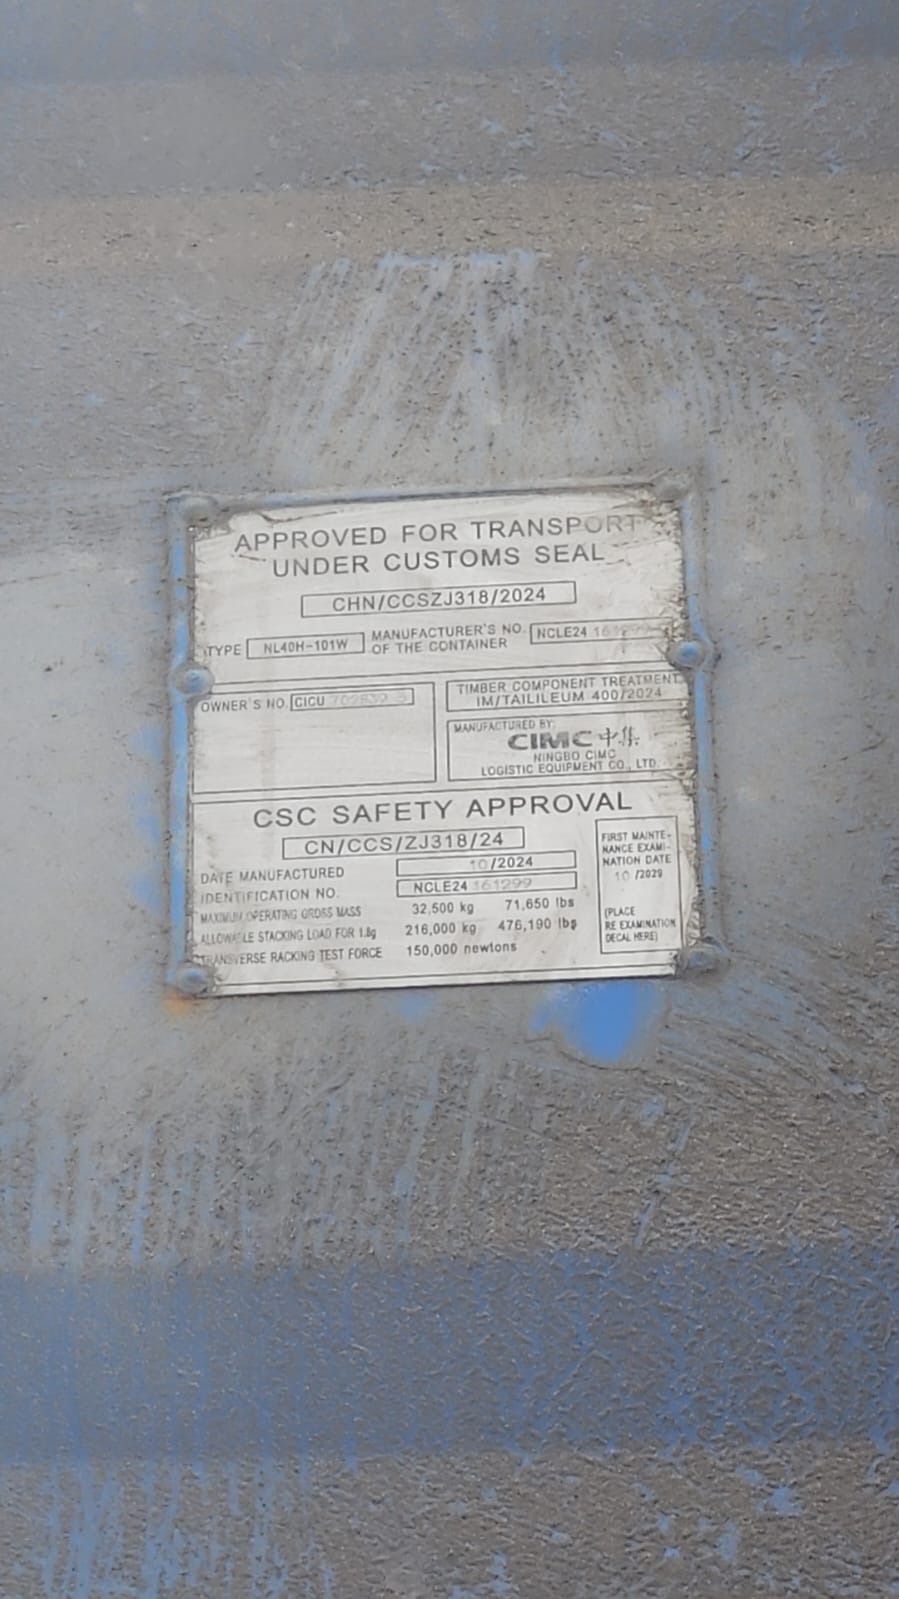 APPROVED FOR TRANSPORT
UNDER CUSTOMS SEAL
CHN/CCSZJ318/2024
TYPE NL40H-101W
MANUFACTURER'S NO.
OF THE CONTAINER
NCLE24 161299
OWNER'S NO. CICU
TIMBER COMPONENT TREATMENT
IM/TAILILEUM 400/2024
MANUFACTURED BY:
CIMC 中集
NINGBO CIMC
LOGISTIC EQUIPMENT CO., LTD.
CSC SAFETY APPROVAL
CN/CCS/ZJ318/24
DATE MANUFACTURED 10/2024
IDENTIFICATION NO. NCLE24 161299
MAXIMUM OPERATING GROSS MASS 32,500 kg 71,650 lbs
ALLOWABLE STACKING LOAD FOR 1.8g 216,000 kg 476,190 lbs
TRANSVERSE RACKING TEST FORCE 150,000 newtons
FIRST MAINTE-
NANCE EXAMI-
NATION DATE
10 /2029
(PLACE
RE EXAMINATION
DECAL HERE)